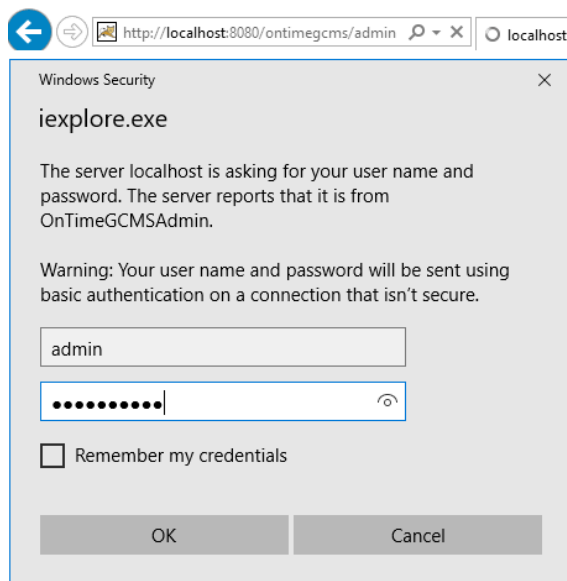 http://localhost:8080/ontimegcms/admin
localhost
Windows Security
iexplore.exe
The server localhost is asking for your user name and
password. The server reports that it is from
OnTimeGCMSAdmin.
Warning: Your user name and password will be sent using
basic authentication on a connection that isn’t secure.
admin
●●●●●●●●●●
Remember my credentials
OK Cancel